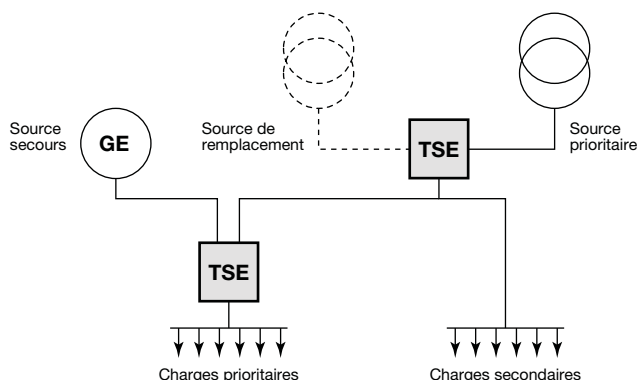 Source
secours
GE
Source de
remplacement
TSE
Source
prioritaire
TSE
Charges prioritaires
Charges secondaires